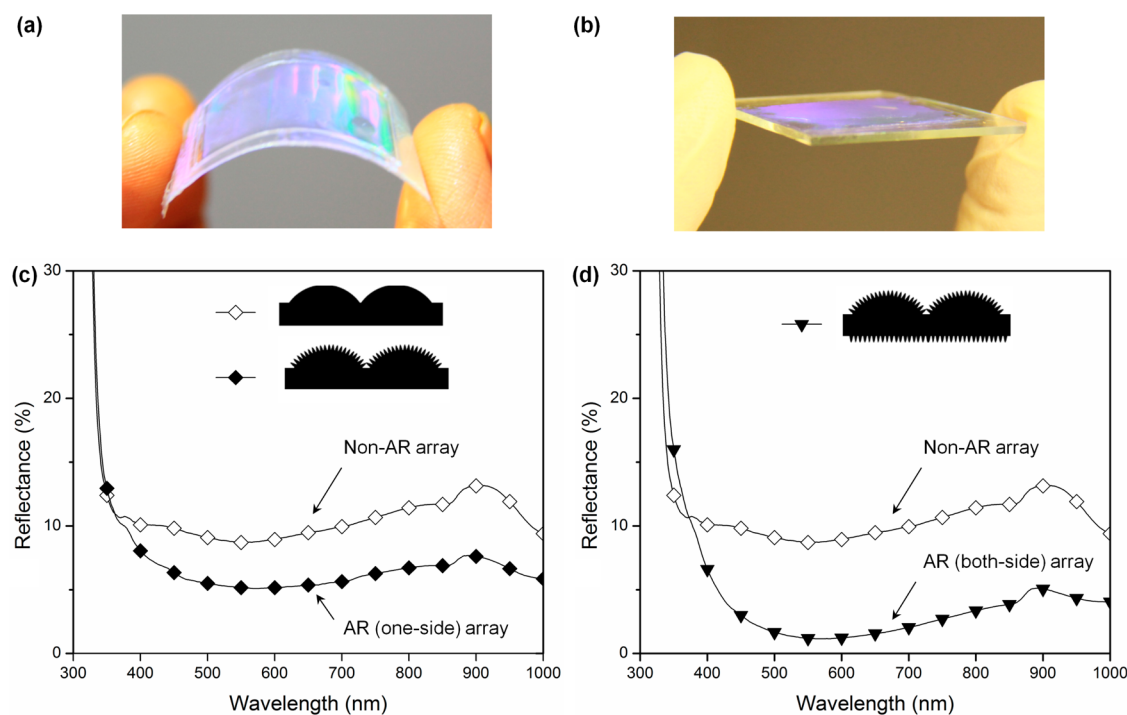 (a)
(b)
(c)
30
20
10
0
Reflectance (%)
Non-AR array
AR (one-side) array
300 400 500 600 700 800 900 1000
Wavelength (nm)
(d)
30
20
10
0
Reflectance (%)
Non-AR array
AR (both-side) array
300 400 500 600 700 800 900 1000
Wavelength (nm)